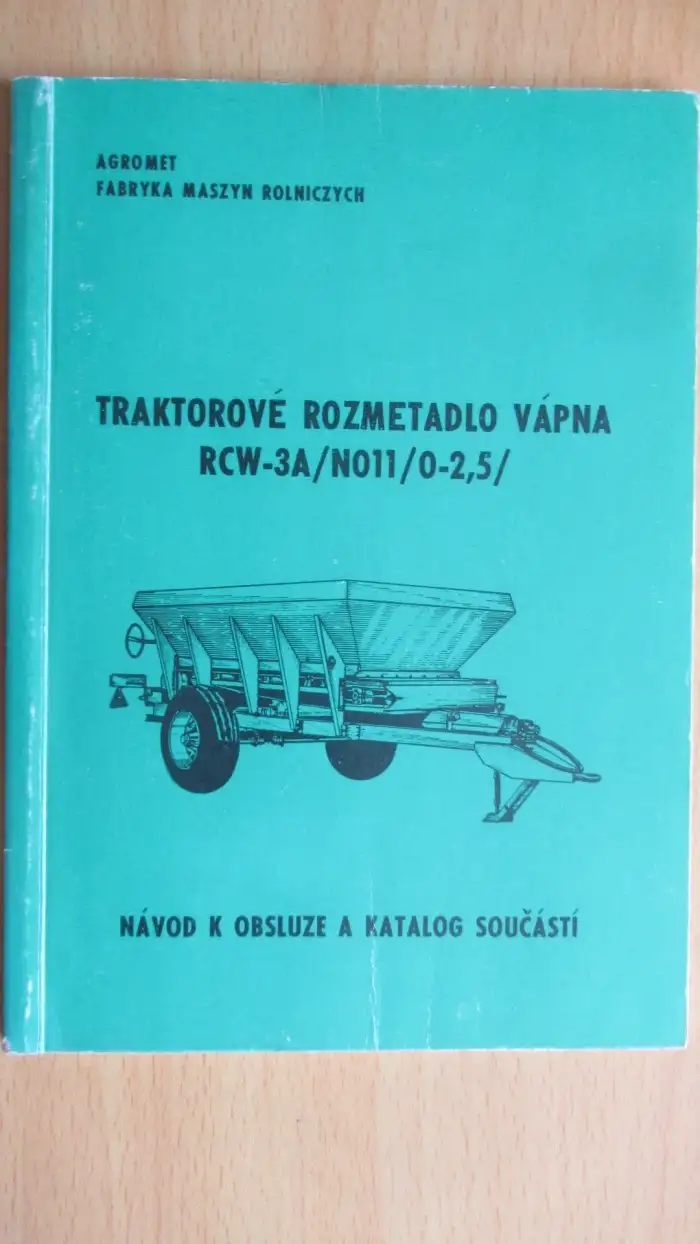 AGROMET
FABRYKA MASZYN ROLNICZYCH
TRAKTOROVÉ ROZMETADLO VÁPNA
RCW-3A/N011/0-2,5/
NÁVOD K OBSLUZE A KATALOG SOUČÁSTÍ